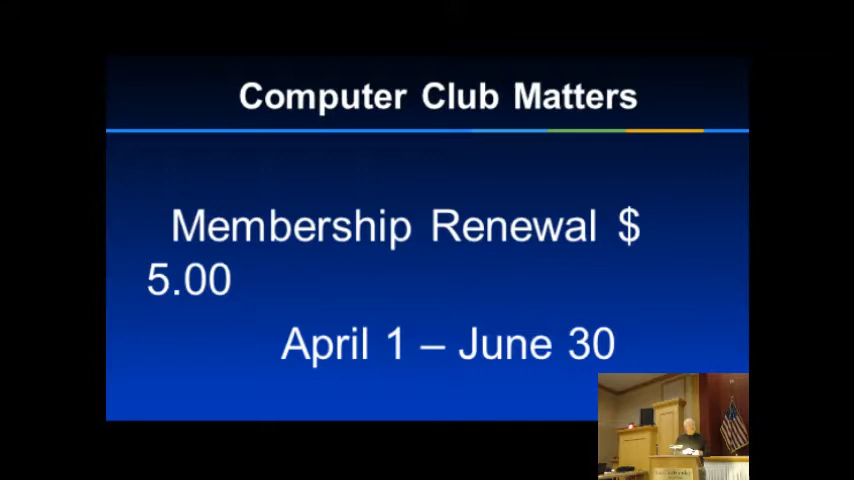 Computer Club Matters
Membership Renewal $
5.00
April 1 – June 30